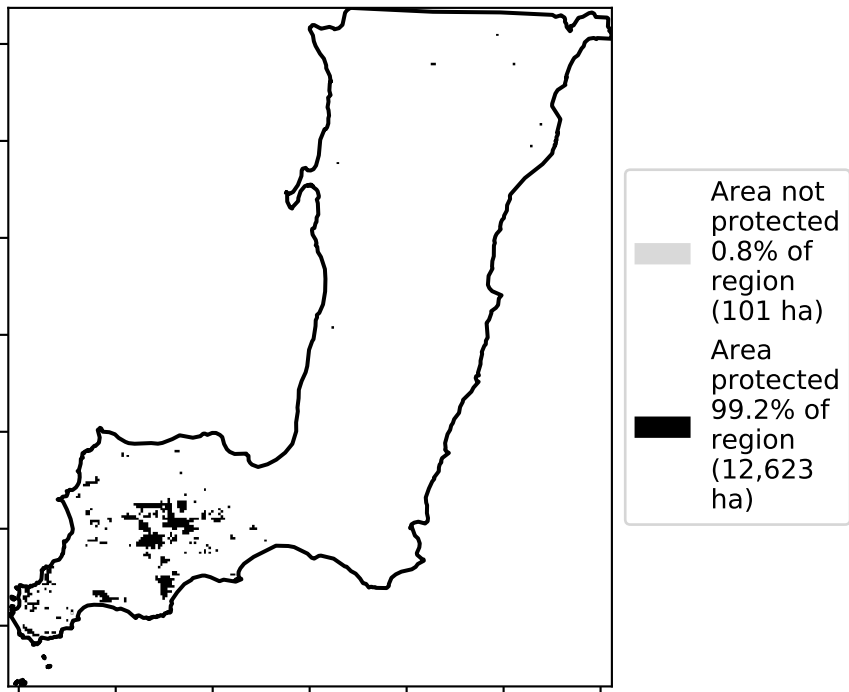 Area not
protected
0.8% of
region
(101 ha)
Area
protected
99.2% of
region
(12,623
ha)